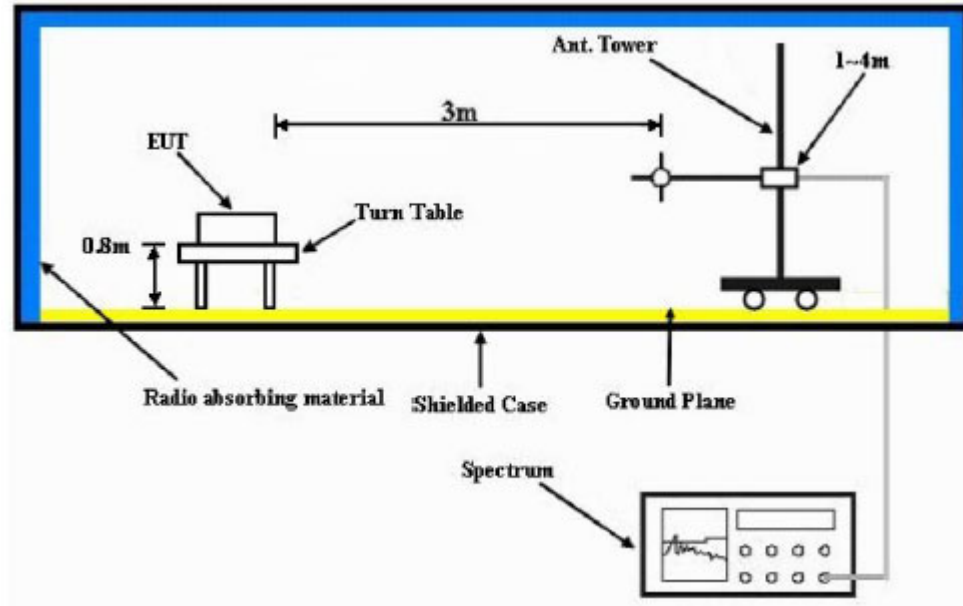 Ant. Tower
1~4m
3m
EUT
Turn Table
0.8m
Radio absorbing material
Shielded Case
Ground Plane
Spectrum